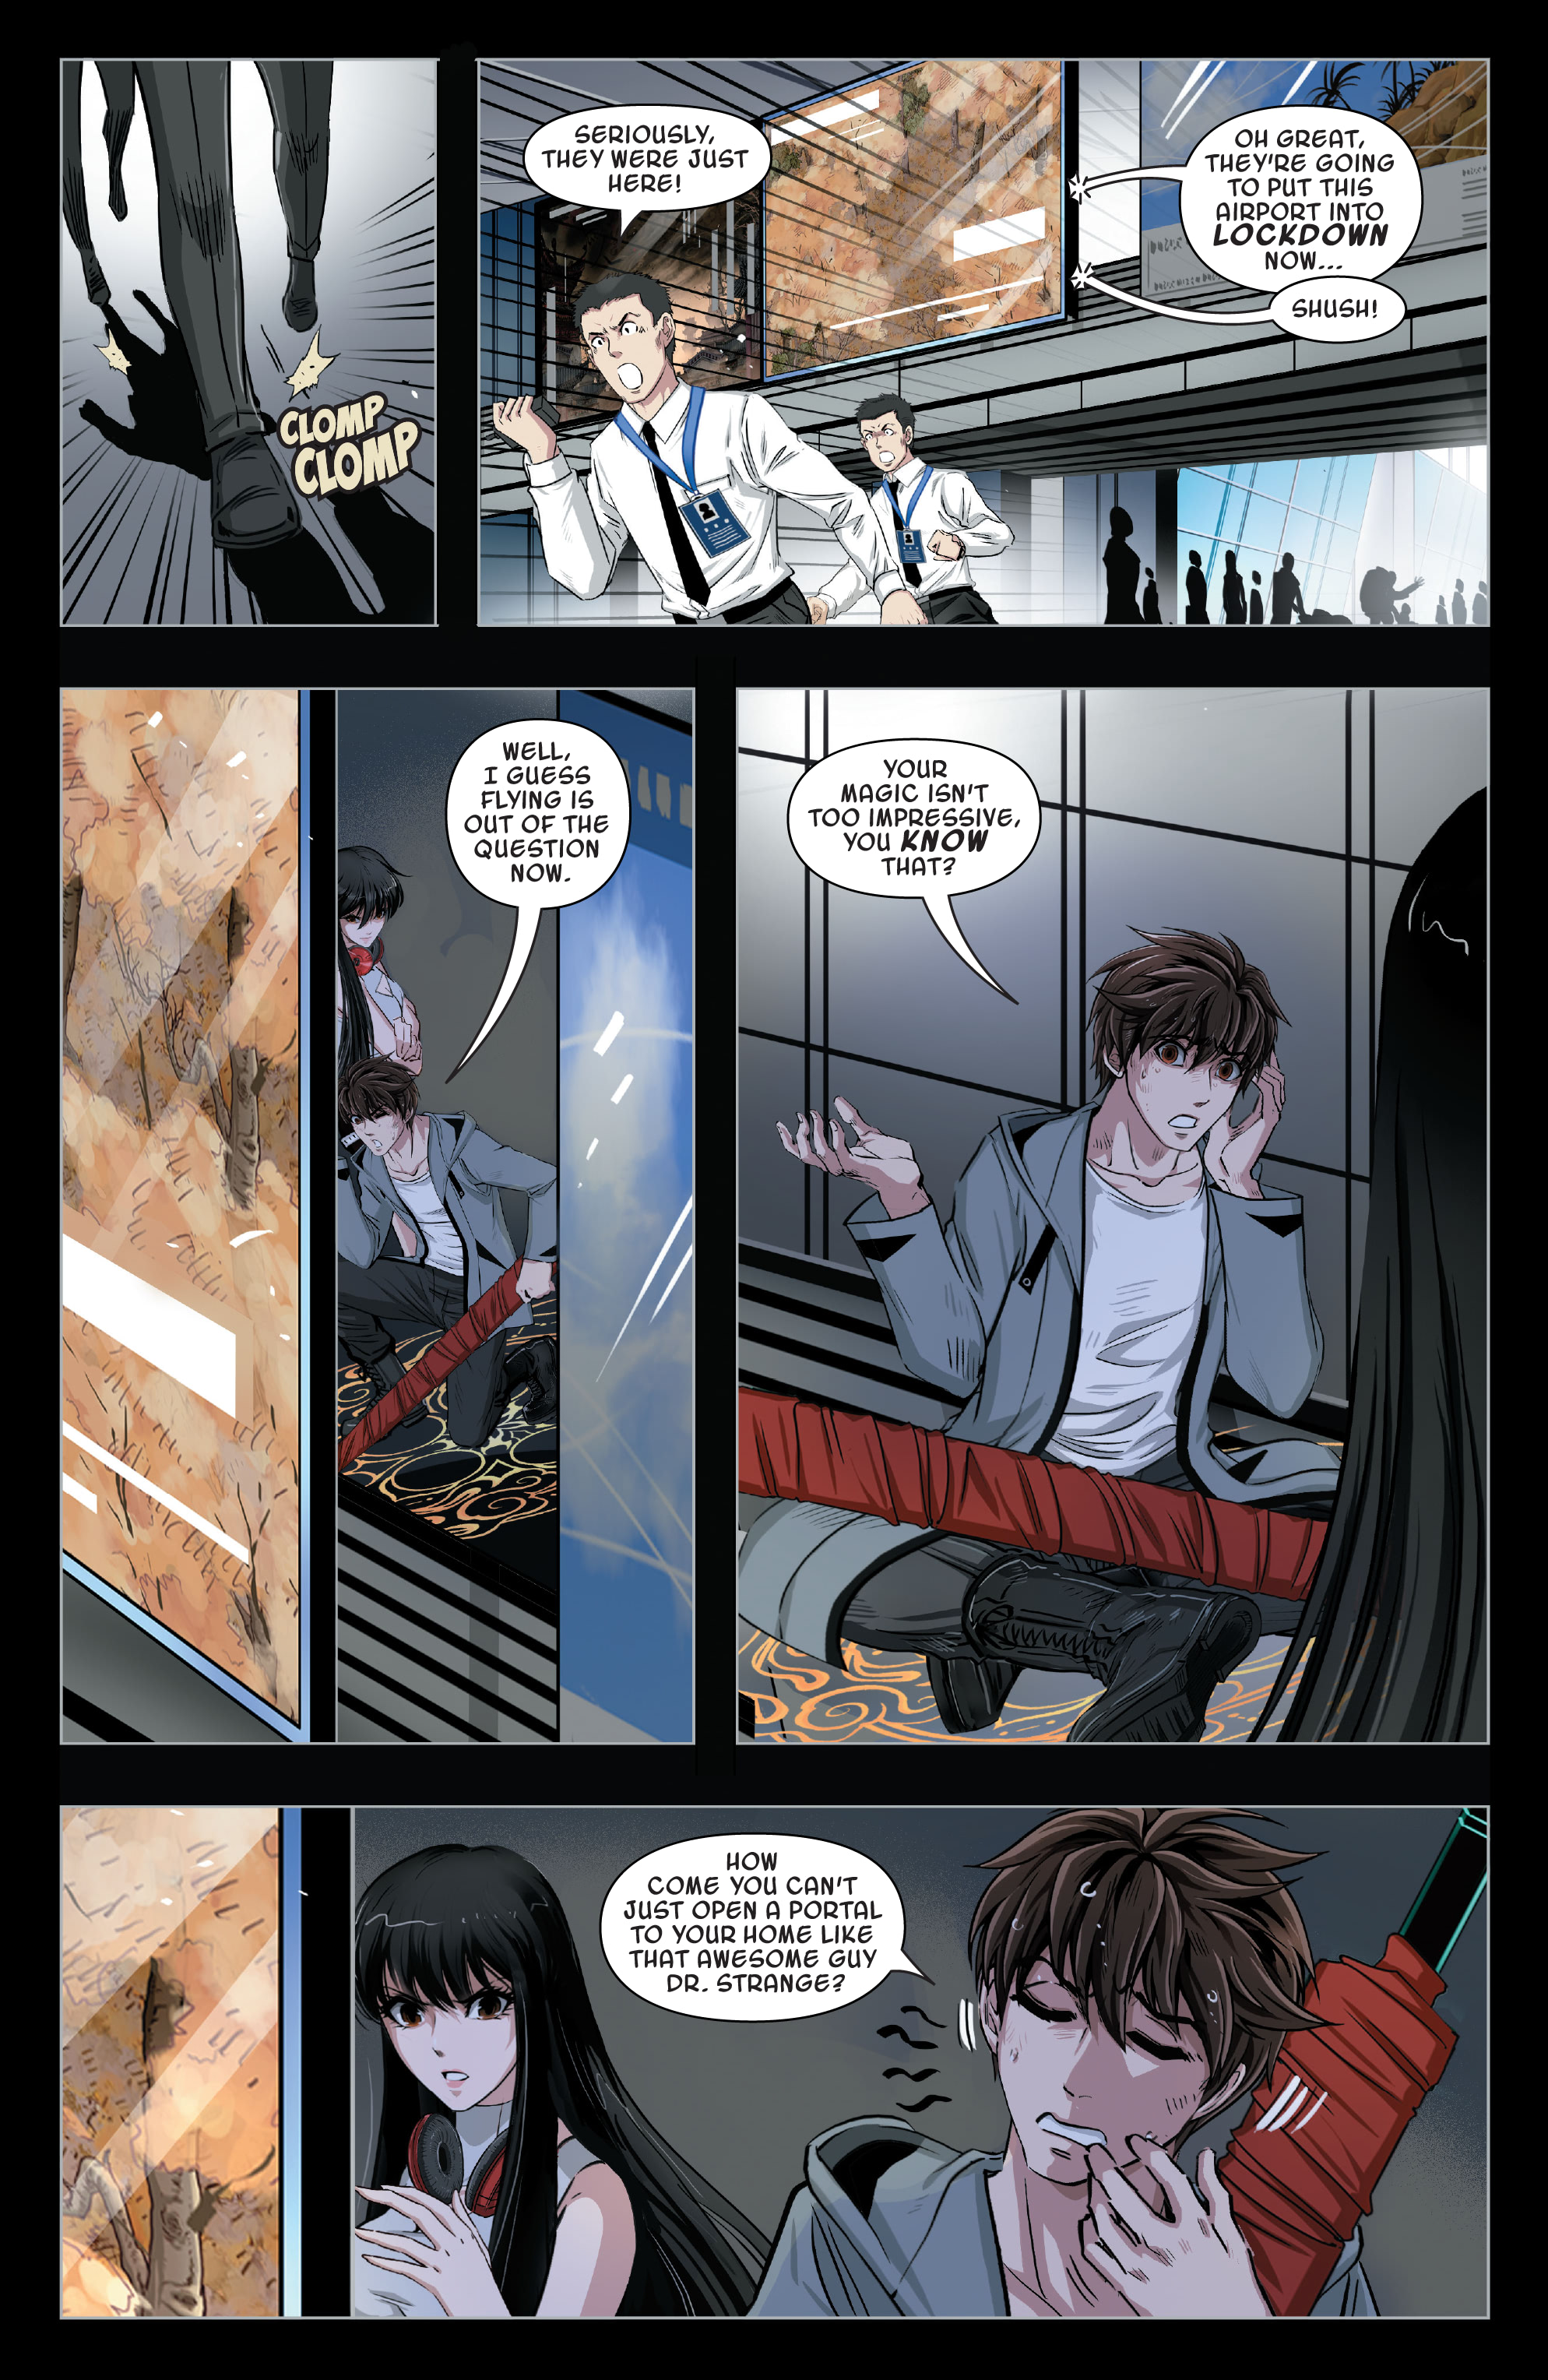 CLOMP
CLOMP
SERIOUSLY,
THEY WERE JUST
HERE!
OH GREAT,
THEY'RE GOING
TO PUT THIS
AIRPORT INTO
LOCKDOWN
NOW...
SHUSH!
WELL,
I GUESS
FLYING IS
OUT OF THE
QUESTION
NOW.
YOUR
MAGIC ISN'T
TOO IMPRESSIVE,
YOU KNOW
THAT?
HOW
COME YOU CAN'T
JUST OPEN A PORTAL
TO YOUR HOME LIKE
THAT AWESOME GUY
DR. STRANGE?